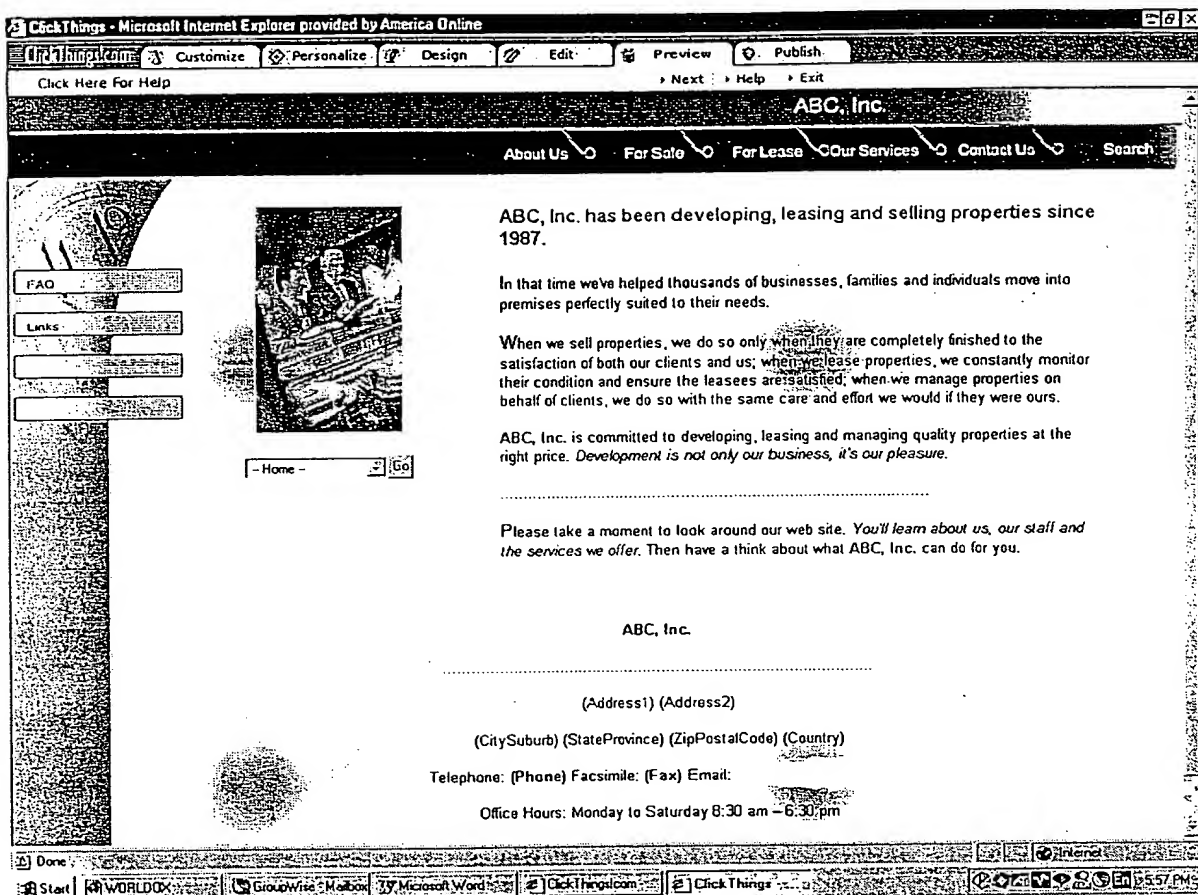 ClickThings - Microsoft Internet Explorer provided by America Online
ClickThings.com Customize Personalize Design Edit Preview Publish
Click Here For Help Next Help Exit
ABC, Inc.
About Us For Sale For Lease Our Services Contact Us Search
ABC, Inc. has been developing, leasing and selling properties since
1987.
FAQ
Links
In that time we've helped thousands of businesses, families and individuals move into
premises perfectly suited to their needs.
When we sell properties, we do so only when they are completely finished to the
satisfaction of both our clients and us; when we lease properties, we constantly monitor
their condition and ensure the leasees are satisfied; when we manage properties on
behalf of clients, we do so with the same care and effort we would if they were ours.
ABC, Inc. is committed to developing, leasing and managing quality properties at the
right price. Development is not only our business, it's our pleasure.
- Home - Go
Please take a moment to look around our web site. You'll learn about us, our staff and
the services we offer. Then have a think about what ABC, Inc. can do for you.
ABC, Inc.
(Address1) (Address2)
(CitySuburb) (StateProvince) (ZipPostalCode) (Country)
Telephone: (Phone) Facsimile: (Fax) Email:
Office Hours: Monday to Saturday 8:30 am – 6:30 pm
Done Internet
Start WORLDOX GroupWise - Mailbox Microsoft Word ClickThings.com ClickThings - En 5:57 PM